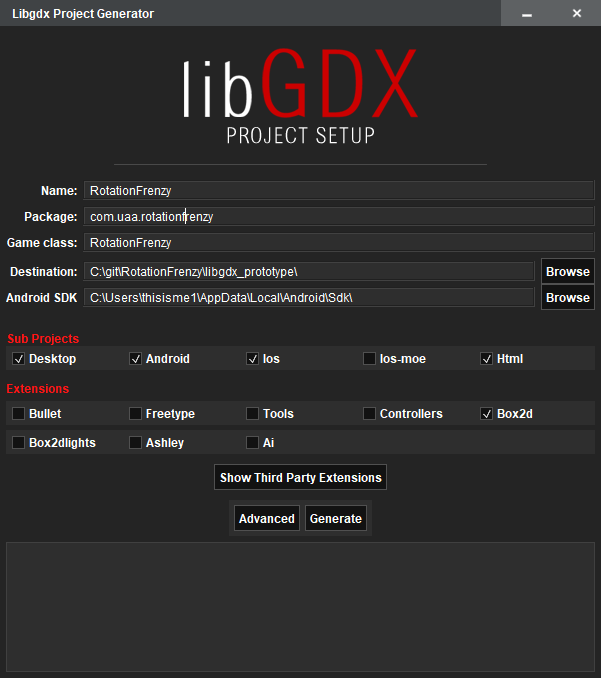 Libgdx Project Generator
libGDX
PROJECT SETUP
Name: RotationFrenzy
Package: com.uaa.rotationfrenzy
Game class: RotationFrenzy
Destination: C:\git\RotationFrenzy\libgdx_prototype\ Browse
Android SDK C:\Users\thisisme1\AppData\Local\Android\Sdk\ Browse
Sub Projects
Desktop Android Ios Ios-moe Html
Extensions
Bullet Freetype Tools Controllers Box2d
Box2dlights Ashley Ai
Show Third Party Extensions
Advanced Generate